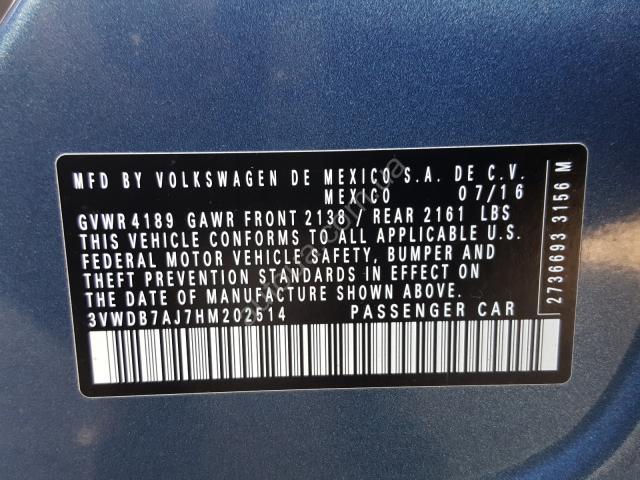 MFD BY VOLKSWAGEN DE MEXICO S.A. DE C.V.
MEXICO 07/16
GVWR 4189 GAWR FRONT 2138 / REAR 2161 LBS
THIS VEHICLE CONFORMS TO ALL APPLICABLE U.S.
FEDERAL MOTOR VEHICLE SAFETY, BUMPER AND
THEFT PREVENTION STANDARDS IN EFFECT ON
THE DATE OF MANUFACTURE SHOWN ABOVE.
3VWDB7AJ7HM202514 PASSENGER CAR
2736693 3156 M